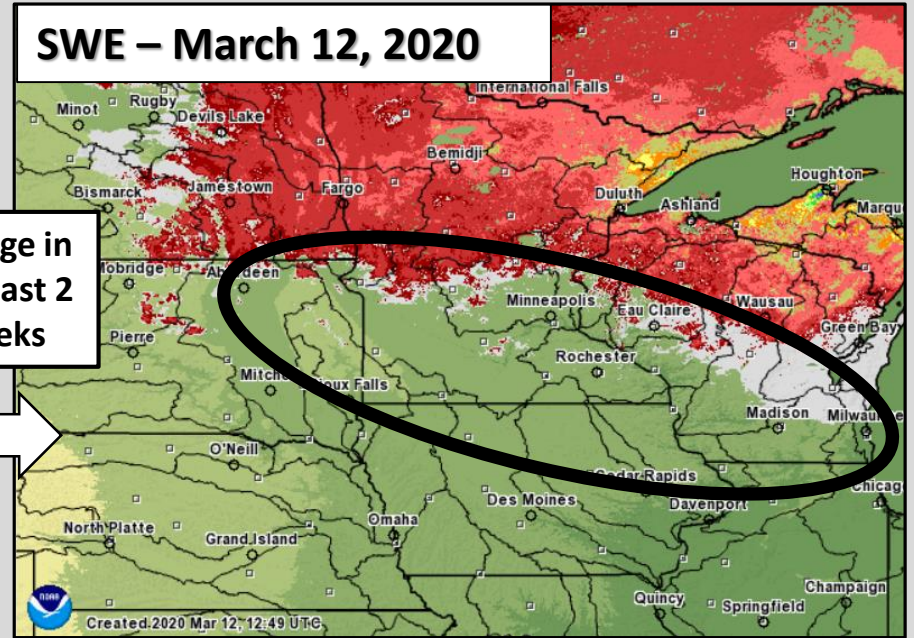 SWE – March 12, 2020
International Falls
Minot
Rugby
Devils Lake
Bemidji
Houghton
Bismarck
Jamestown
Fargo
Duluth
Ashland
Marqu
ge in
ast 2
eks
Mobridge
Aberdeen
Minneapolis
Eau Claire
Wausau
Green Bay
Pierre
Rochester
Mitche
Sioux Falls
Madison
Milwaukee
O'Neill
Cedar Rapids
Des Moines
Davenport
Chicag
North Platte
Omaha
Grand Island
Quincy
Springfield
Champaign
NOAA
Created 2020 Mar 12, 12:49 UTC